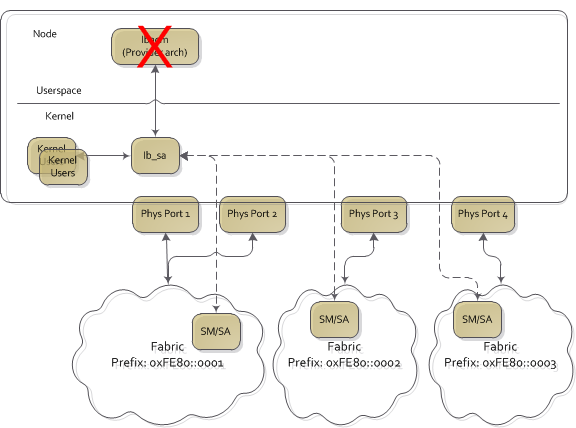 Node
(Provider arch)
Userspace
Kernel
Kernel
Kernel
Users
Ib_sa
Phys Port 1
Phys Port 2
Phys Port 3
Phys Port 4
SM/SA
SM/SA
SM/SA
Fabric
Prefix: 0xFE80::0001
Fabric
Prefix: 0xFE80::0002
Fabric
Prefix: 0xFE80::0003